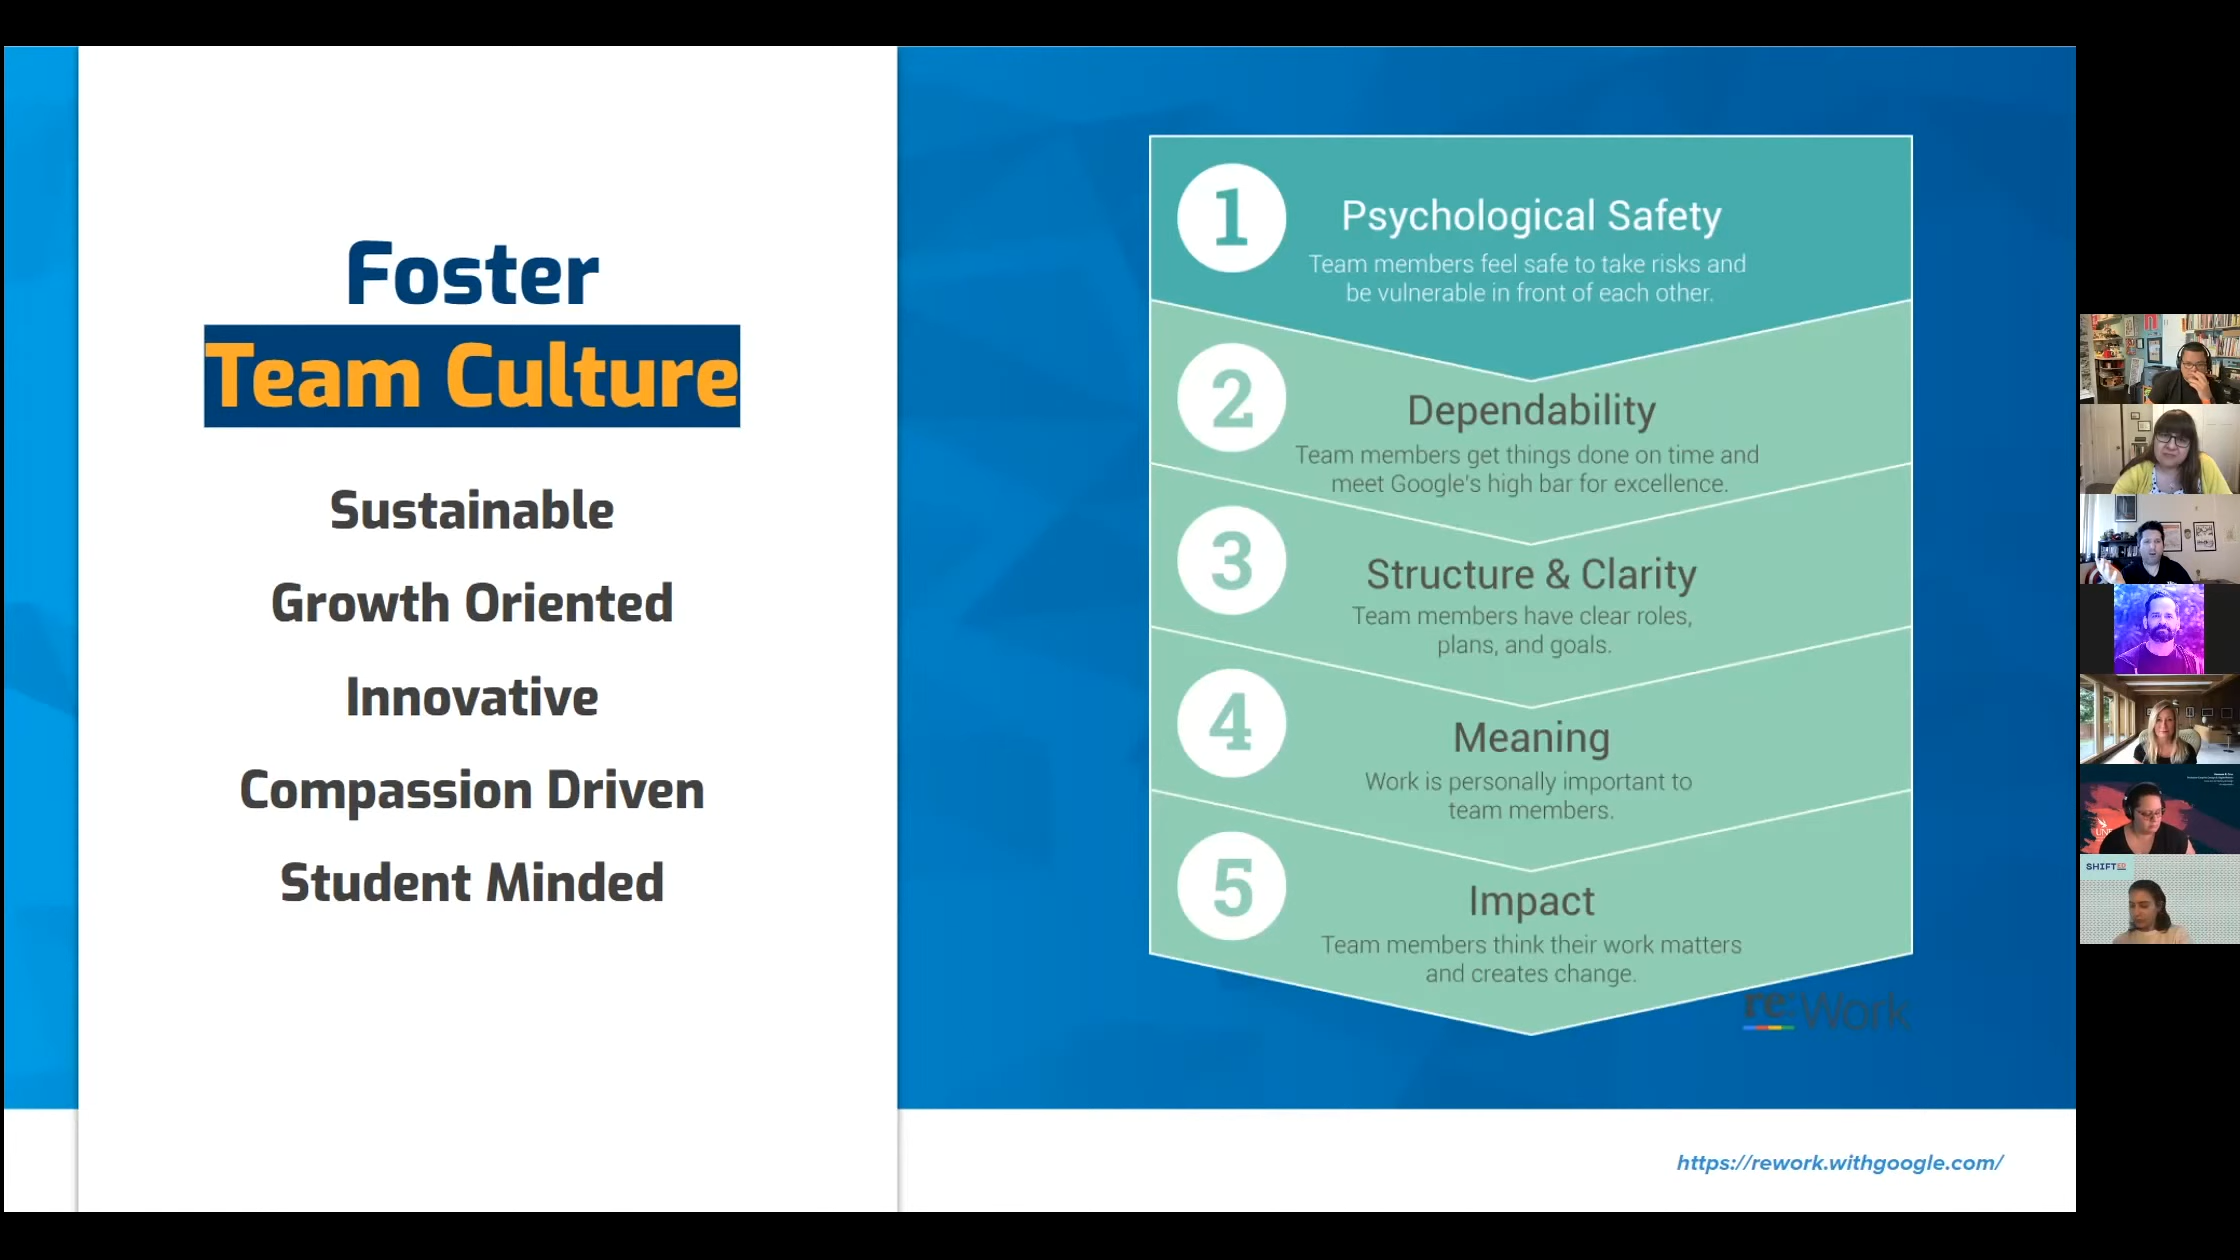 Foster
Team Culture
Sustainable
Growth Oriented
Innovative
Compassion Driven
Student Minded
1
Psychological Safety
Team members feel safe to take risks and
be vulnerable in front of each other.
2
Dependability
Team members get things done on time and
meet Google's high bar for excellence.
3
Structure & Clarity
Team members have clear roles,
plans, and goals.
4
Meaning
Work is personally important to
team members.
5
Impact
Team members think their work matters
and creates change.
re:Work
https://rework.withgoogle.com/
SHIFTED